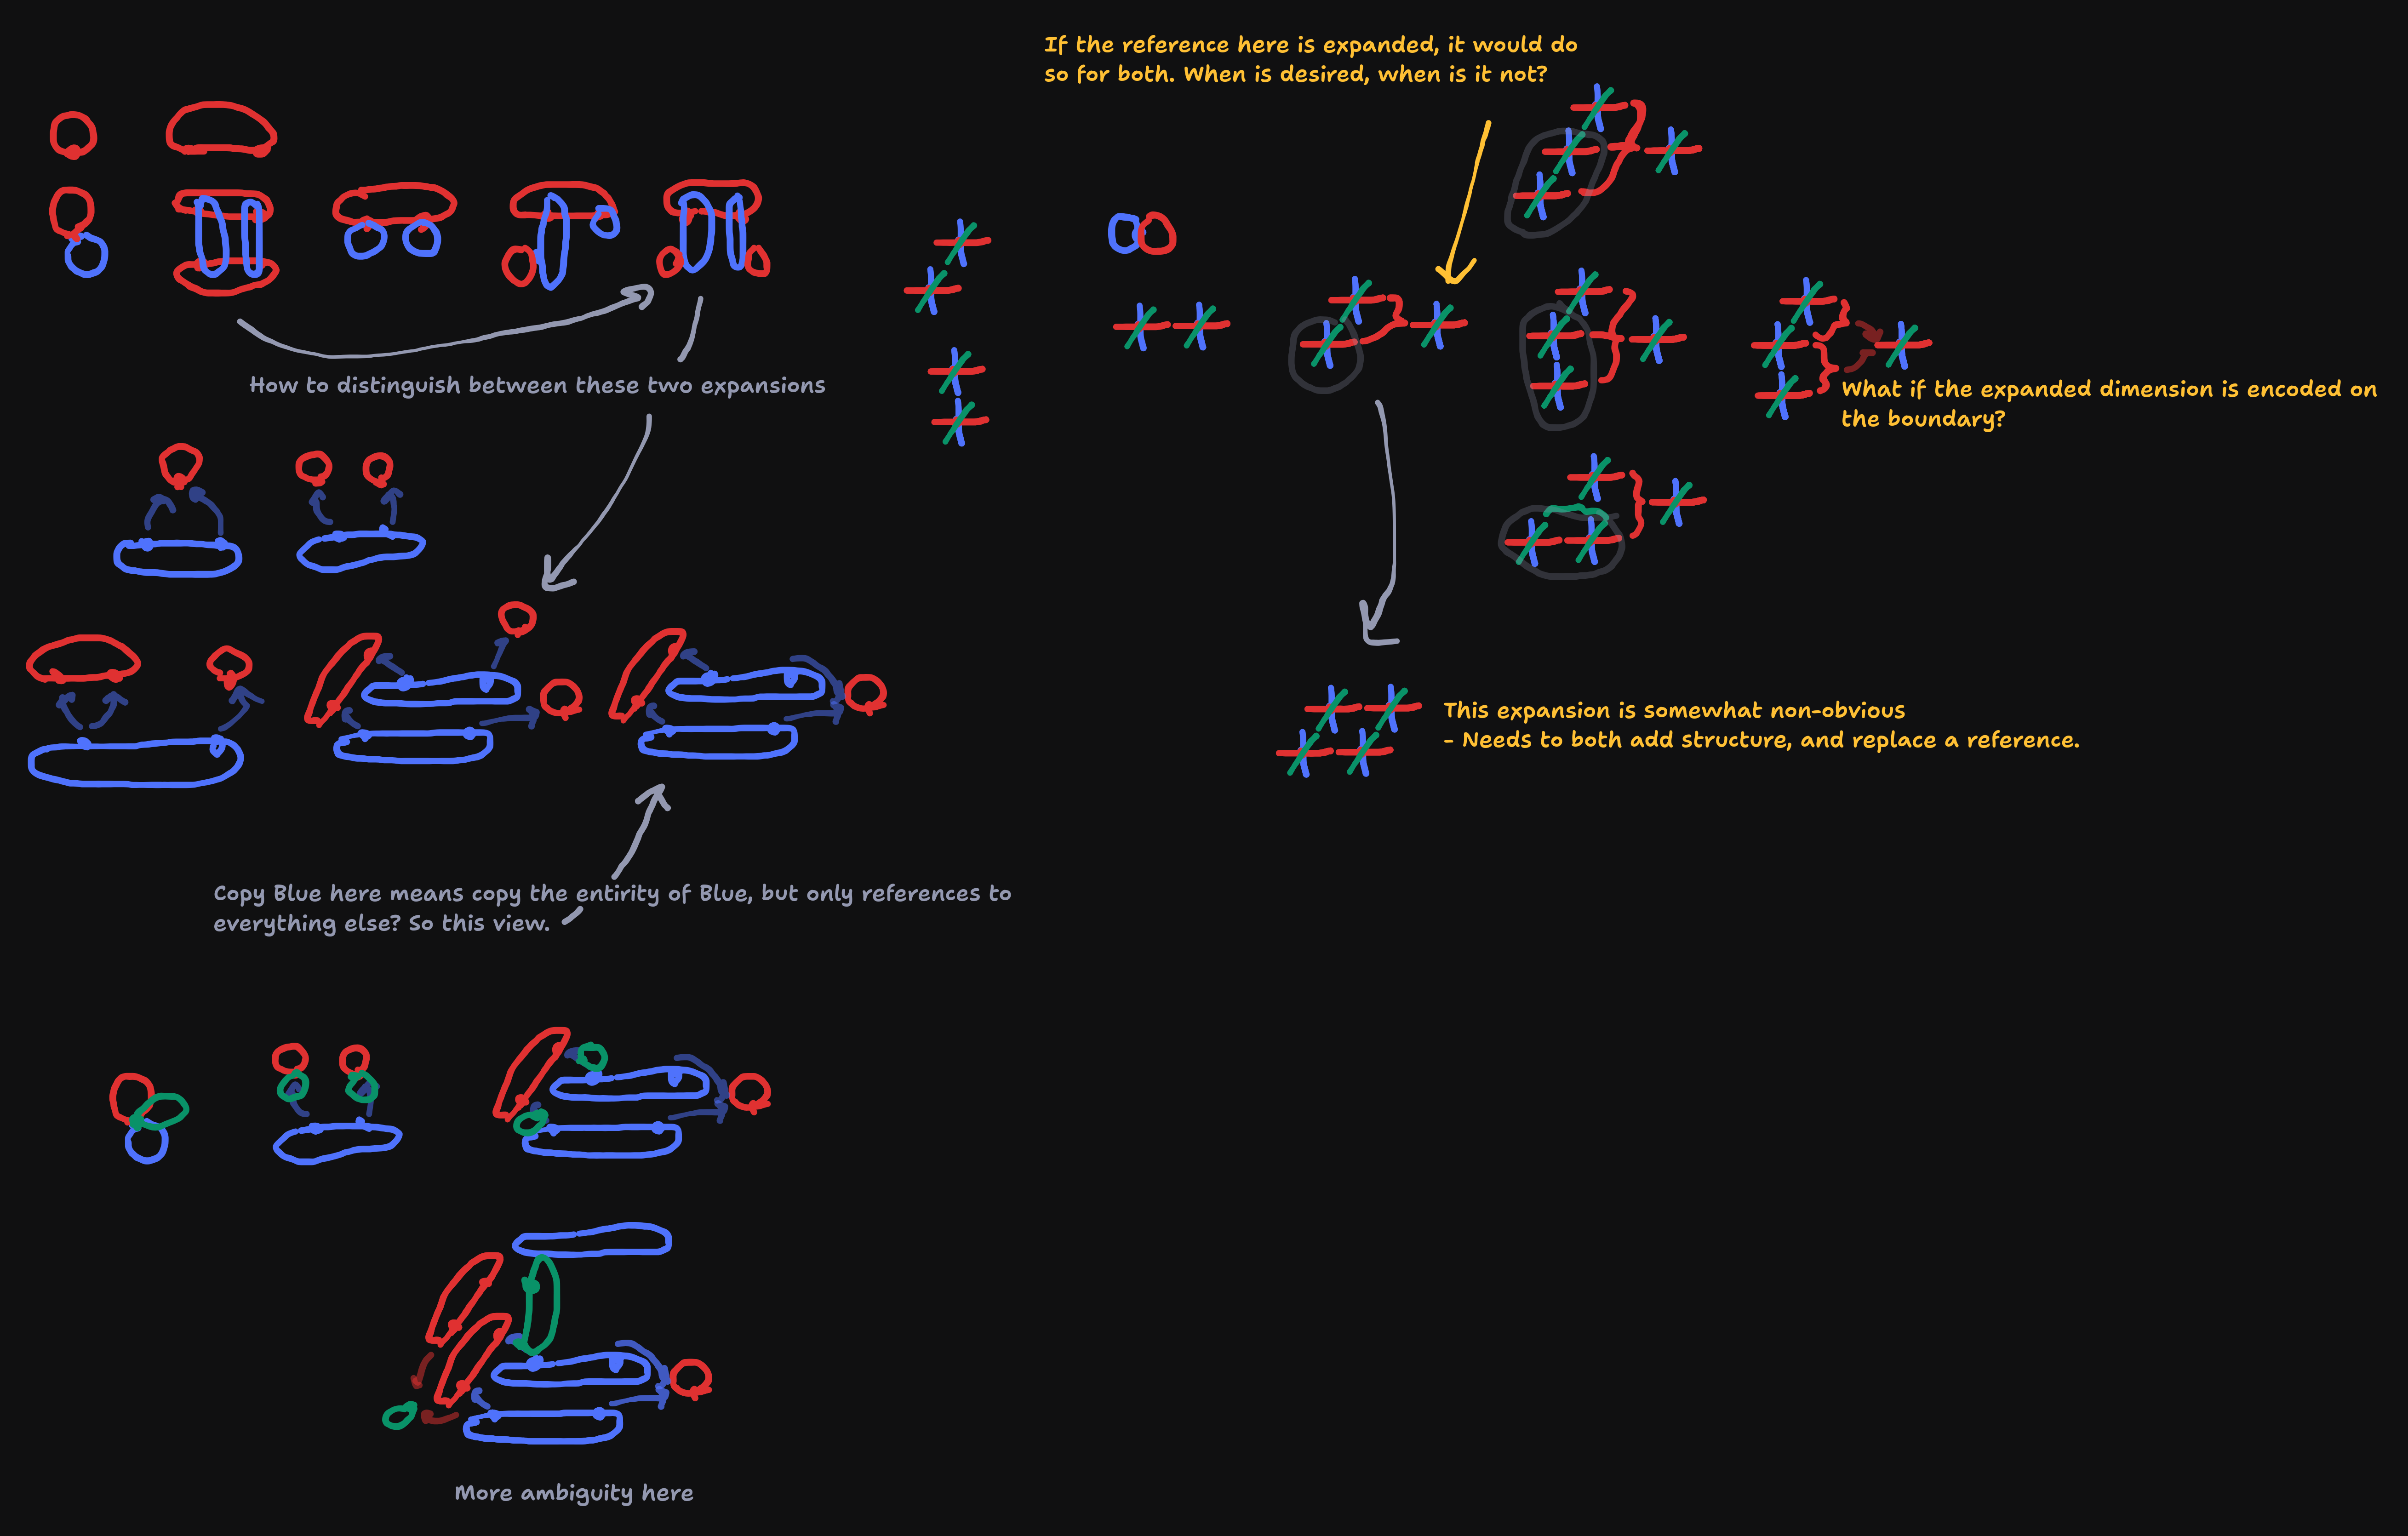 If the reference here is expanded, it would do
so for both. When is desired, when is it not?
How to distinguish between these two expansions
What if the expanded dimension is encoded on
the boundary?
This expansion is somewhat non-obvious
- Needs to both add structure, and replace a reference.
Copy Blue here means copy the entirity of Blue, but only references to
everything else? So this view.
More ambiguity here